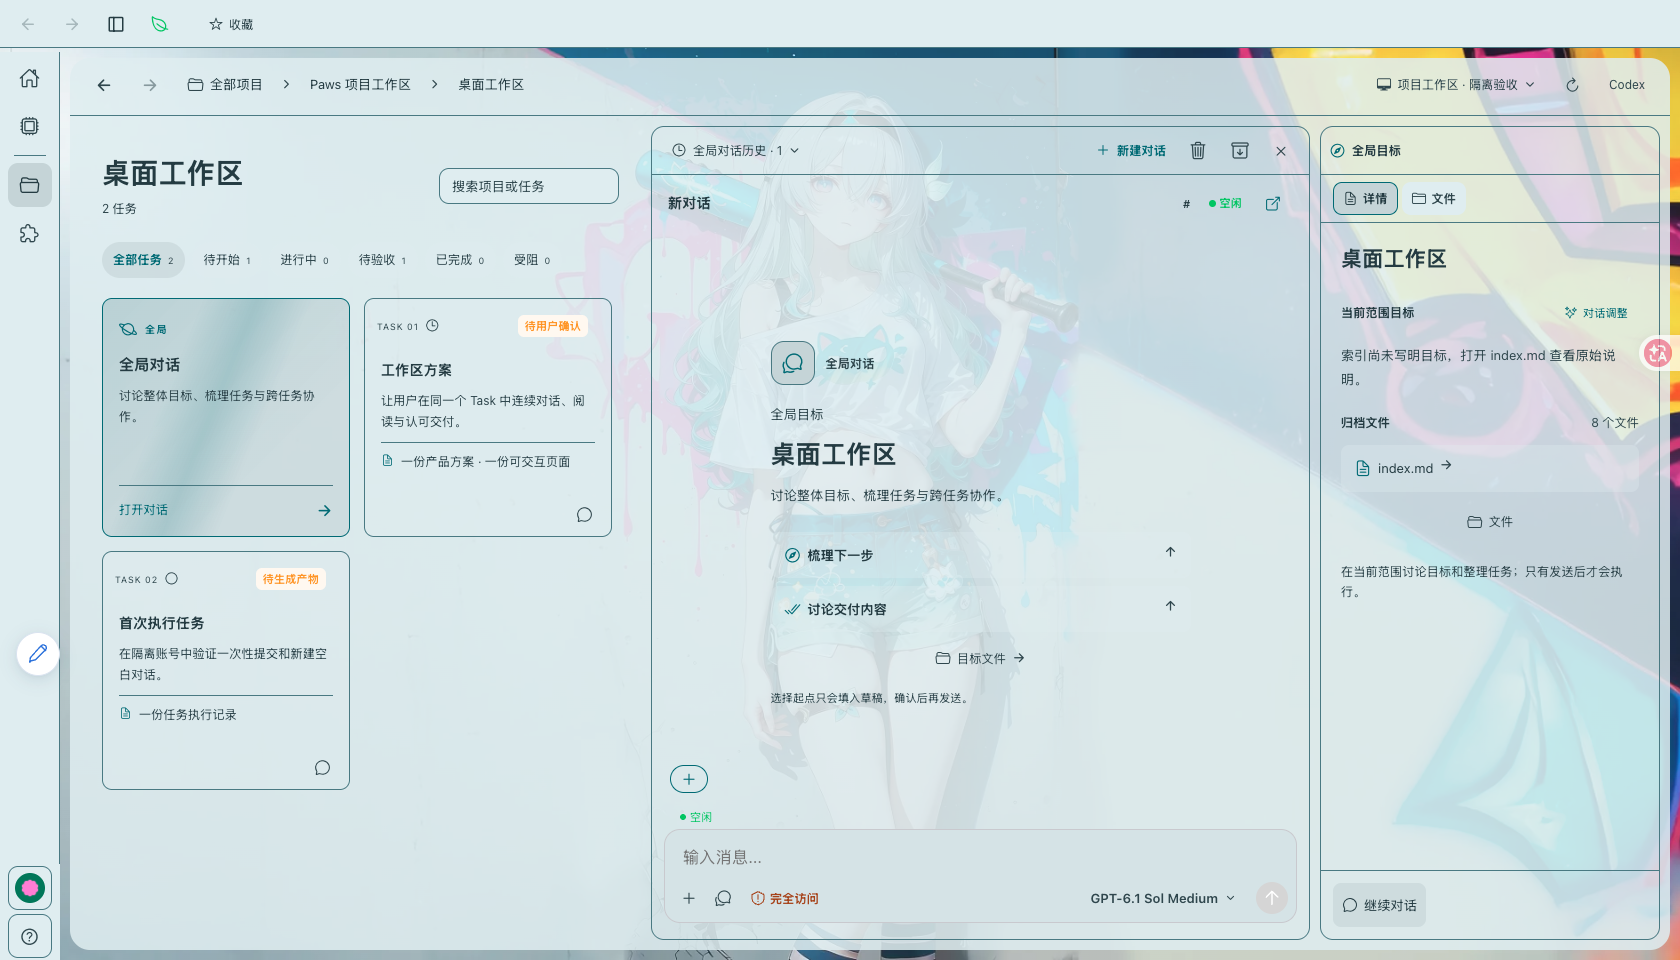 收藏
全部项目
Paws 项目工作区
桌面工作区
项目工作区 · 隔离验收
Codex
桌面工作区
2 任务
搜索项目或任务
全部任务 2
待开始 1
进行中 0
待验收 1
已完成 0
受阻 0
全局
全局对话
讨论整体目标、梳理任务与跨任务协
作。
打开对话
TASK 01
待用户确认
工作区方案
让用户在同一个 Task 中连续对话、阅
读与认可交付。
一份产品方案 · 一份可交互页面
TASK 02
待生成产物
首次执行任务
在隔离账号中验证一次性提交和新建空
白对话。
一份任务执行记录
全局对话历史 · 1
新建对话
新对话
#
空闲
全局对话
全局目标
桌面工作区
讨论整体目标、梳理任务与跨任务协作。
梳理下一步
讨论交付内容
目标文件
选择起点只会填入草稿，确认后再发送。
空闲
输入消息...
完全访问
GPT-6.1 Sol Medium
全局目标
详情
文件
桌面工作区
当前范围目标
对话调整
索引尚未写明目标，打开 index.md 查看原始说
明。
归档文件
8 个文件
index.md
文件
在当前范围讨论目标和整理任务；只有发送后才会执
行。
继续对话